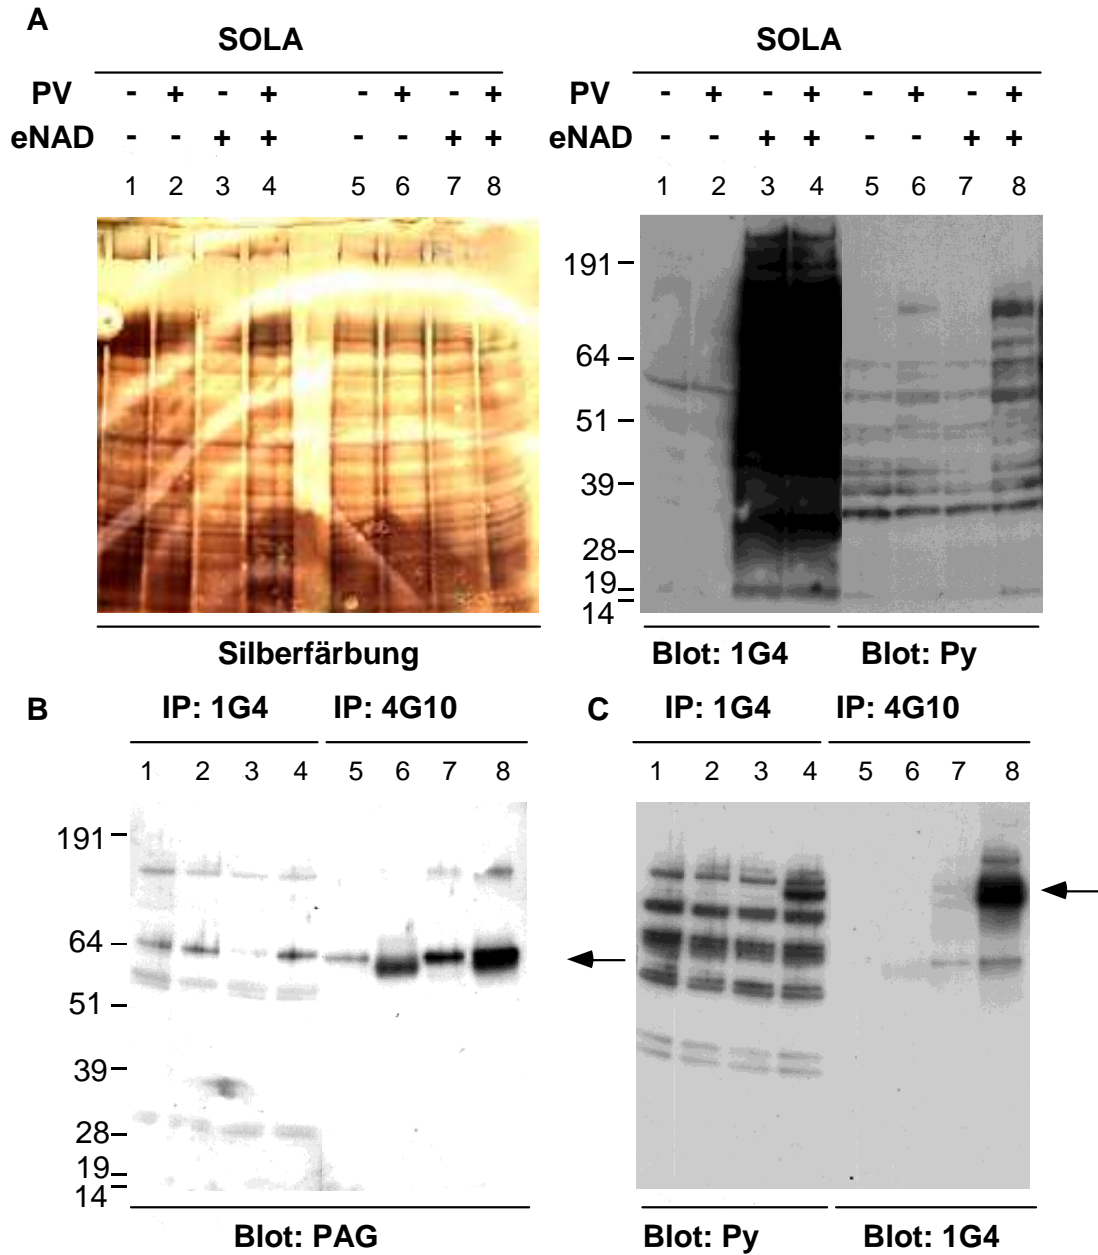 A
SOLA
PV - + - + - + - +
eNAD - - + + - - + +
1 2 3 4 5 6 7 8
Silberfärbung
SOLA
PV - + - + - + - +
eNAD - - + + - - + +
1 2 3 4 5 6 7 8
191
64
51
39
28
19
14
Blot: 1G4 Blot: Py
B
IP: 1G4 IP: 4G10
1 2 3 4 5 6 7 8
191
64
51
39
28
19
14
Blot: PAG
C
IP: 1G4 IP: 4G10
1 2 3 4 5 6 7 8
Blot: Py Blot: 1G4